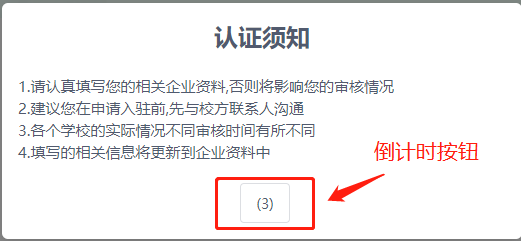 认证须知
1.请认真填写您的相关企业资料,否则将影响您的审核情况
2.建议您在申请入驻前,先与校方联系人沟通
3.各个学校的实际情况不同审核时间有所不同
4.填写的相关信息将更新到企业资料中
倒计时按钮
(3)